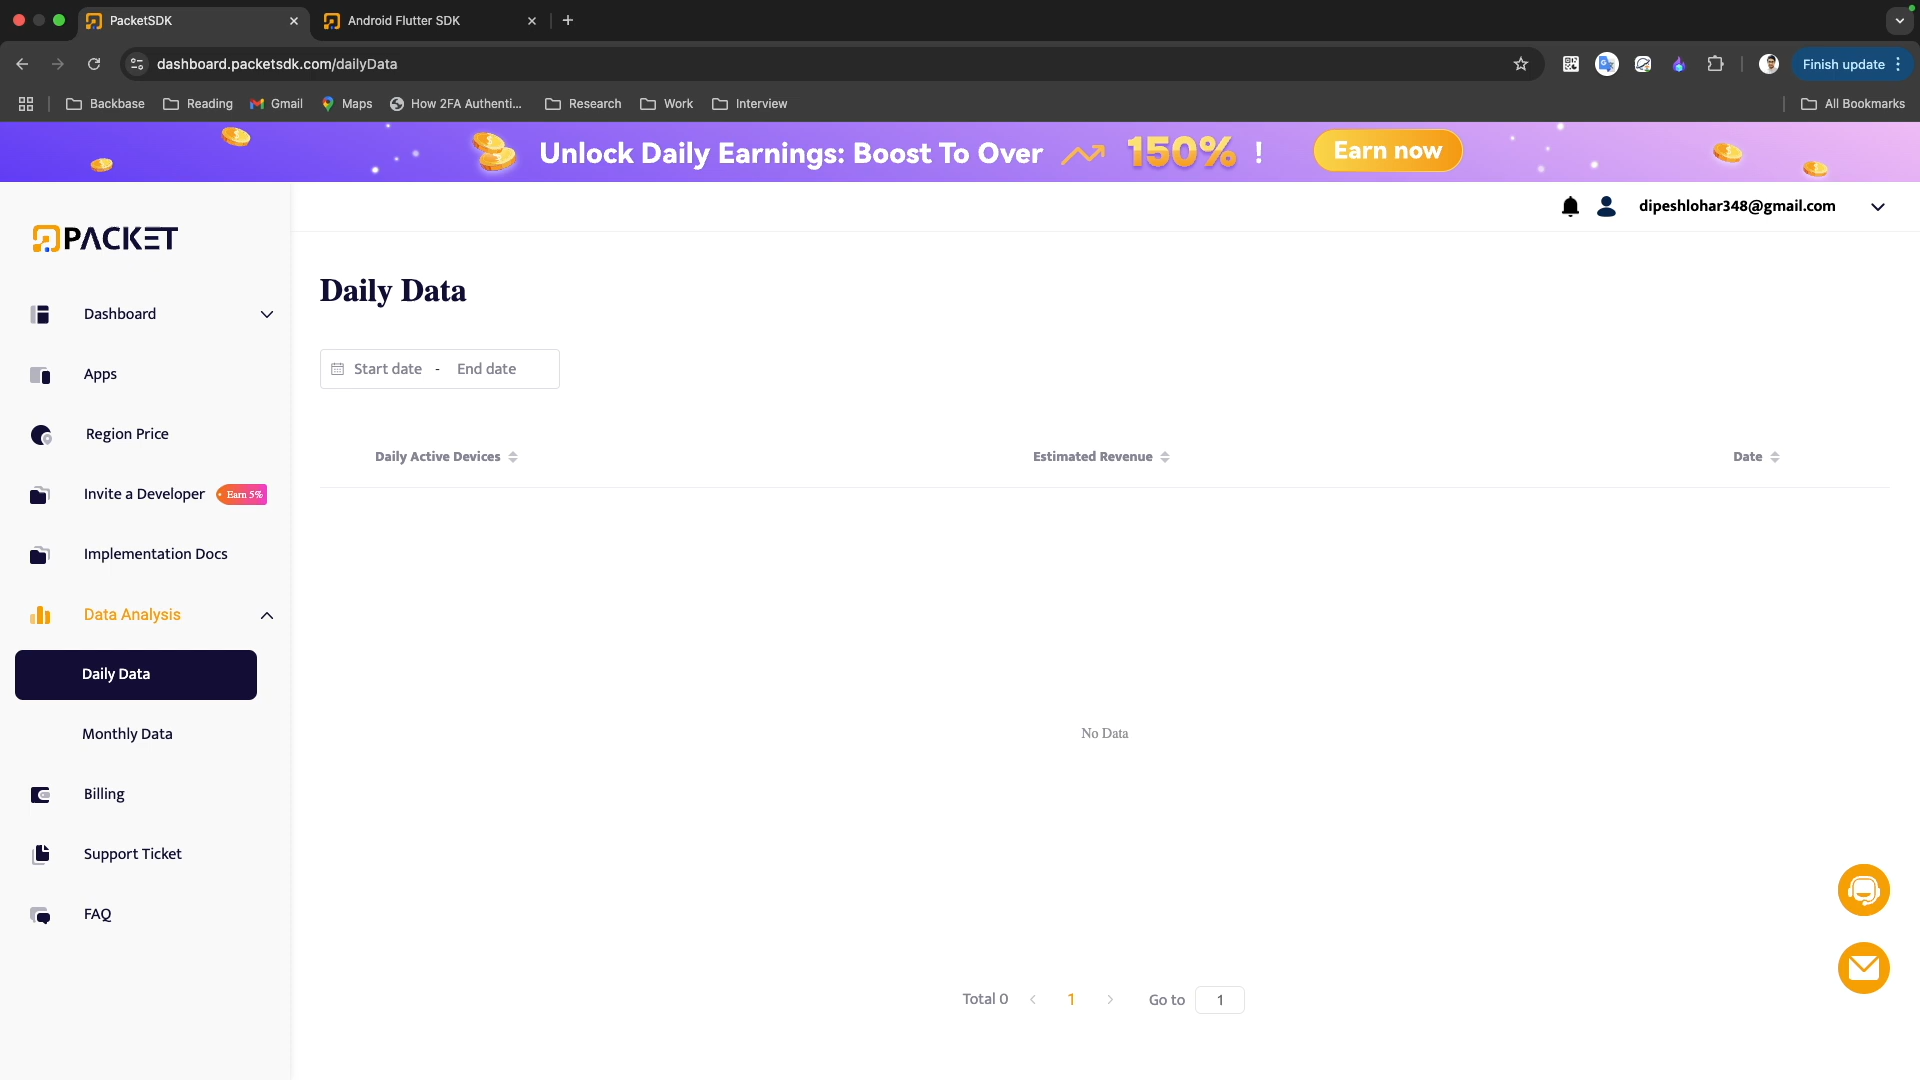 PacketSDK
Android Flutter SDK
dashboard.packetsdk.com/dailyData
Finish update
Backbase
Reading
Gmail
Maps
How 2FA Authenti...
Research
Work
Interview
All Bookmarks
Unlock Daily Earnings: Boost To Over 150% !
Earn now
PACKET
dipeshlohar348@gmail.com
Dashboard
Apps
Region Price
Invite a Developer
Earn 5%
Implementation Docs
Data Analysis
Daily Data
Monthly Data
Billing
Support Ticket
FAQ
Daily Data
Start date - End date
Daily Active Devices
Estimated Revenue
Date
No Data
Total 0
1
Go to
1